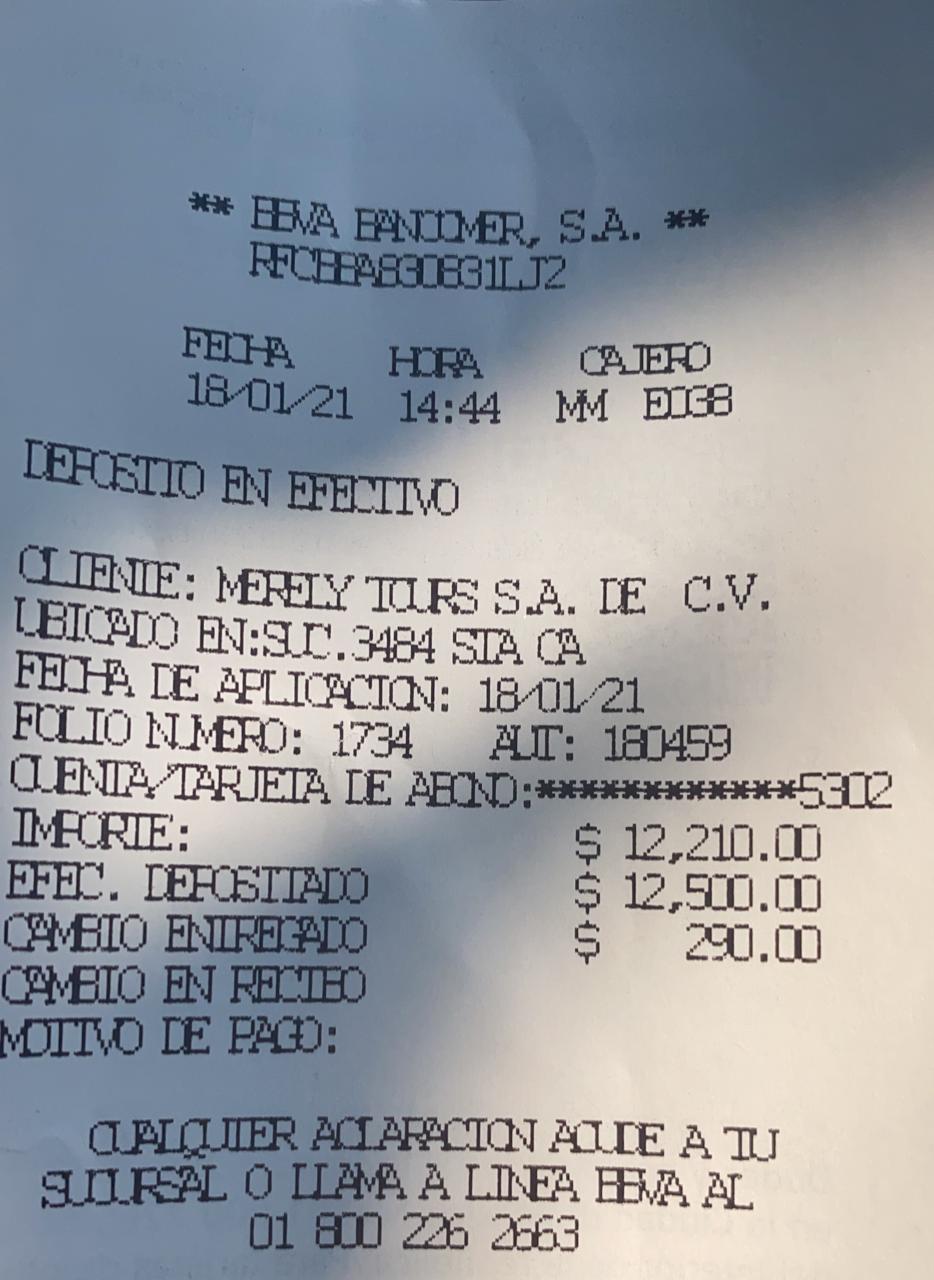 ** BBVA BANCOMER, S.A. **
RFCBBA830831LJ2
FECHA HORA CAJERO
18/01/21 14:44 MM E038
DEPOSITO EN EFECTIVO
CLIENTE: MERELY TOURS S.A. DE C.V.
UBICADO EN:SUC.3484 STA CA
FECHA DE APLICACION: 18/01/21
FOLIO NUMERO: 1734 AUT: 180459
CUENTA/TARJETA DE ABONO:************5302
IMPORTE: $ 12,210.00
EFEC. DEPOSITADO $ 12,500.00
CAMBIO ENTREGADO $ 290.00
CAMBIO EN RECIBO
MOTIVO DE PAGO:
CUALQUIER ACLARACION ACUDE A TU
SUCURSAL O LLAMA A LINEA BBVA AL
01 800 226 2663